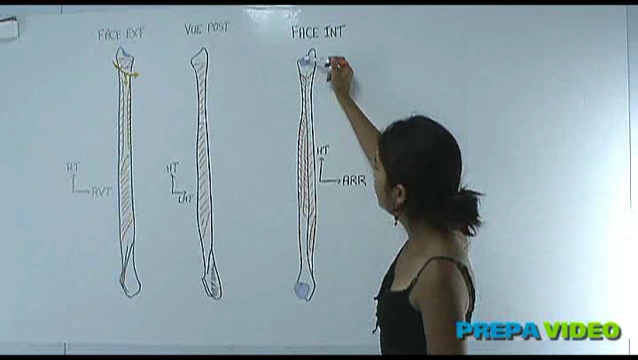 FACE EXT
VUE POST
FACE INT
HT
AVT
HT
LAT
HT
ARR
PREPA VIDEO